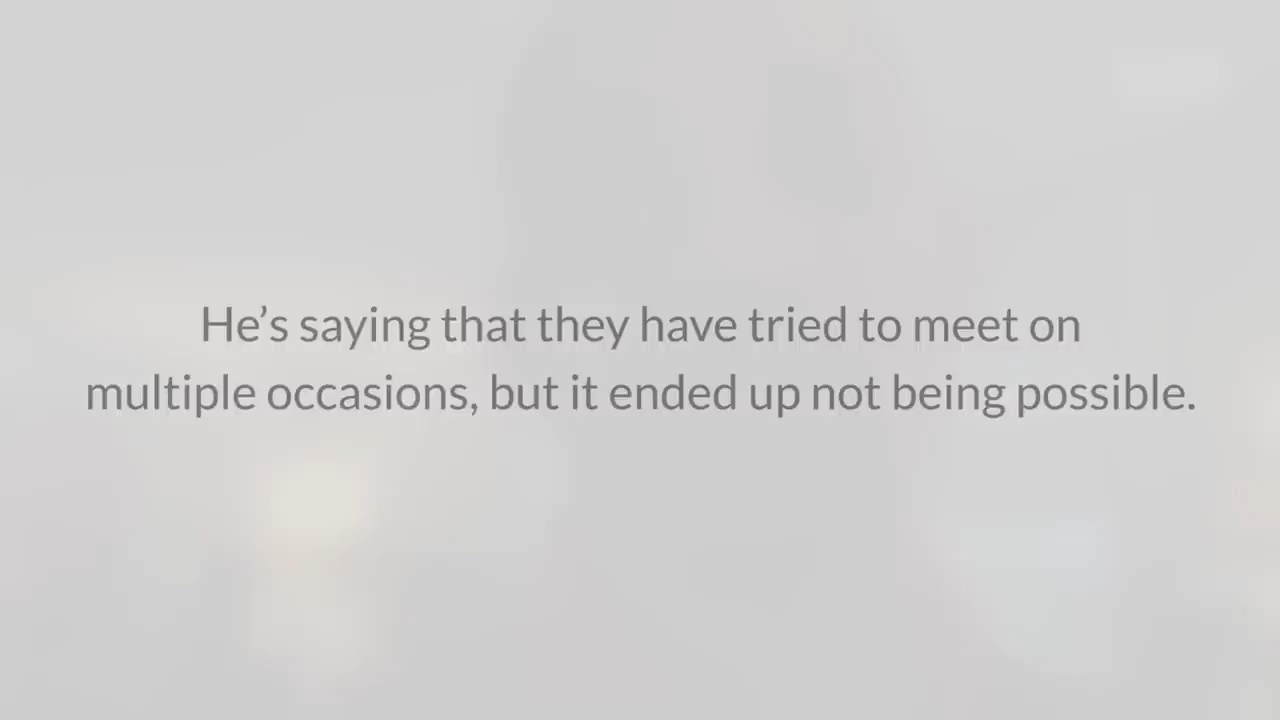 He’s saying that they have tried to meet on
multiple occasions, but it ended up not being possible.